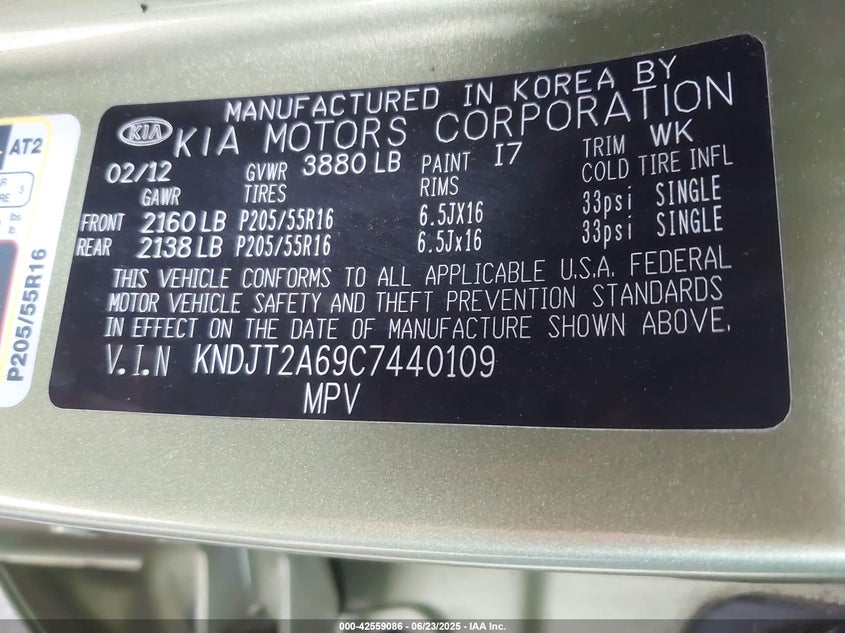 MANUFACTURED IN KOREA BY
KIA KIA MOTORS CORPORATION
02/12 GVWR 3880 LB PAINT I7 TRIM WK
GAWR TIRES RIMS COLD TIRE INFL
FRONT 2160 LB P205/55R16 6.5JX16 33psi SINGLE
REAR 2138 LB P205/55R16 6.5Jx16 33psi SINGLE
THIS VEHICLE CONFORMS TO ALL APPLICABLE U.S.A. FEDERAL
MOTOR VEHICLE SAFETY AND THEFT PREVENTION STANDARDS
IN EFFECT ON THE DATE OF MANUFACTURE SHOWN ABOVE.
V.I.N KNDJT2A69C7440109
MPV
AT2
3
lbs.
lb.
P205/55R16
000-42559086 - 06/23/2025 - IAA Inc.